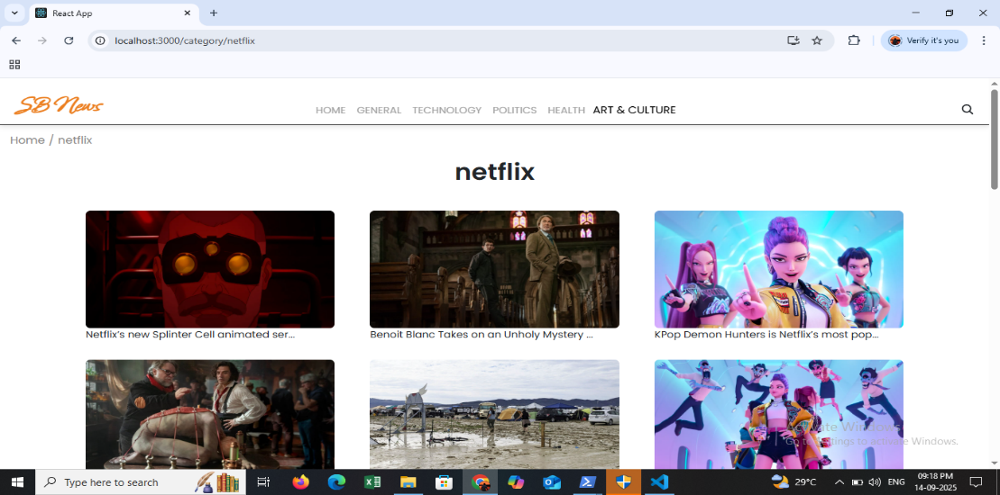 React App
localhost:3000/category/netflix
Verify it's you
SB News
HOME GENERAL TECHNOLOGY POLITICS HEALTH ART & CULTURE
Home / netflix
netflix
Netflix's new Splinter Cell animated ser...
Benoit Blanc Takes on an Unholy Mystery ...
KPop Demon Hunters is Netflix's most pop...
Activate Windows
Go to Settings to activate Windows.
Type here to search
29°C
ENG
09:18 PM
14-09-2025